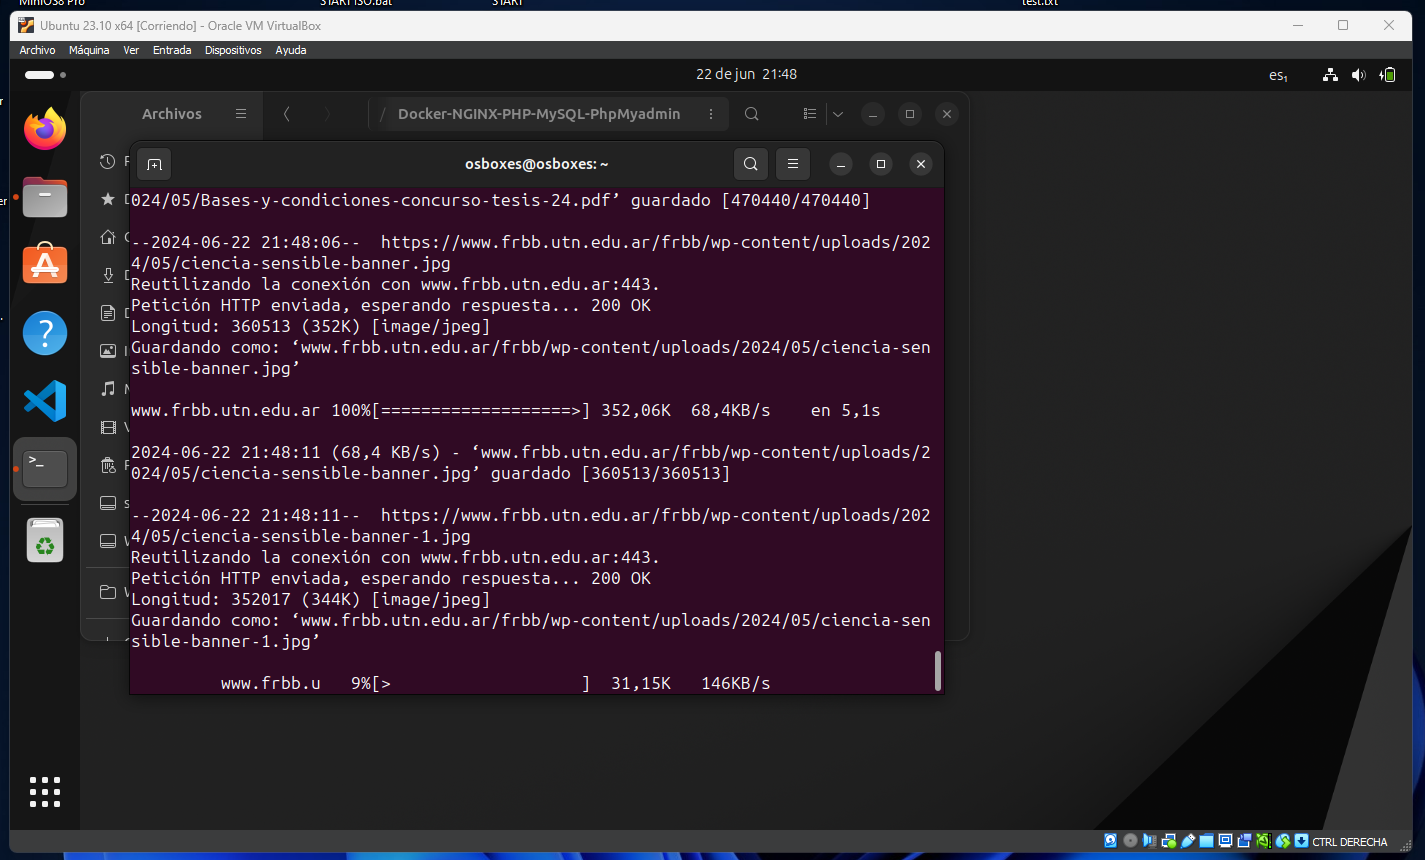 MiniOS8 Pro
START ISO.bat
START
test.txt
Ubuntu 23.10 x64 [Corriendo] - Oracle VM VirtualBox
Archivo Máquina Ver Entrada Dispositivos Ayuda
22 de jun 21:48
es₁
Archivos
/ Docker-NGINX-PHP-MySQL-PhpMyadmin
osboxes@osboxes: ~
024/05/Bases-y-condiciones-concurso-tesis-24.pdf’ guardado [470440/470440]
--2024-06-22 21:48:06-- https://www.frbb.utn.edu.ar/frbb/wp-content/uploads/202
4/05/ciencia-sensible-banner.jpg
Reutilizando la conexión con www.frbb.utn.edu.ar:443.
Petición HTTP enviada, esperando respuesta... 200 OK
Longitud: 360513 (352K) [image/jpeg]
Guardando como: ‘www.frbb.utn.edu.ar/frbb/wp-content/uploads/2024/05/ciencia-sen
sible-banner.jpg’
www.frbb.utn.edu.ar 100%[===================>] 352,06K 68,4KB/s en 5,1s
2024-06-22 21:48:11 (68,4 KB/s) - ‘www.frbb.utn.edu.ar/frbb/wp-content/uploads/2
024/05/ciencia-sensible-banner.jpg’ guardado [360513/360513]
--2024-06-22 21:48:11-- https://www.frbb.utn.edu.ar/frbb/wp-content/uploads/202
4/05/ciencia-sensible-banner-1.jpg
Reutilizando la conexión con www.frbb.utn.edu.ar:443.
Petición HTTP enviada, esperando respuesta... 200 OK
Longitud: 352017 (344K) [image/jpeg]
Guardando como: ‘www.frbb.utn.edu.ar/frbb/wp-content/uploads/2024/05/ciencia-sen
sible-banner-1.jpg’
www.frbb.u 9%[> ] 31,15K 146KB/s
CTRL DERECHA